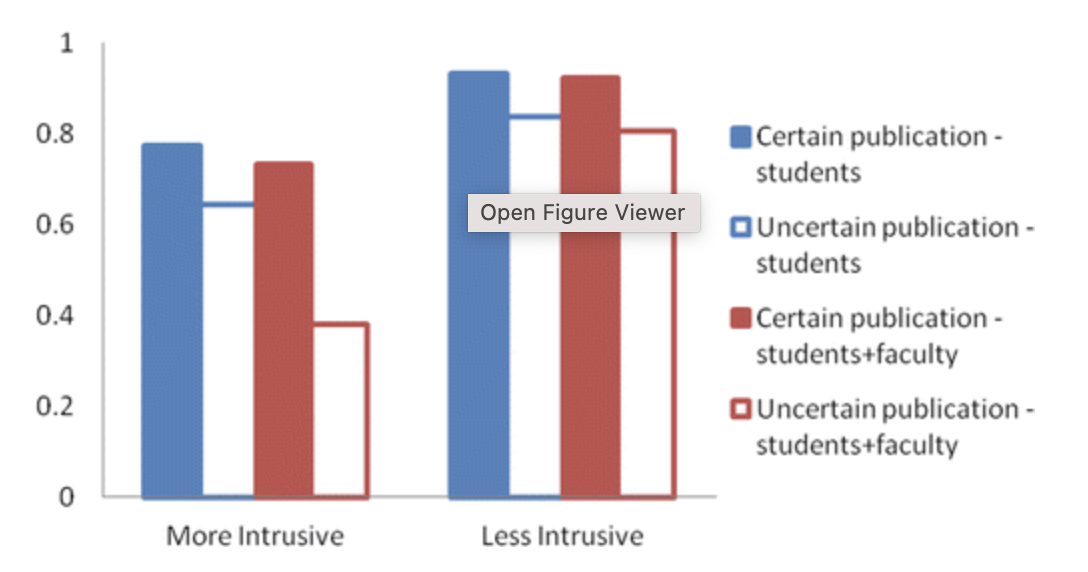 1
0.8
0.6
0.4
0.2
0
More Intrusive
Less Intrusive
Open Figure Viewer
Certain publication -
students
Uncertain publication -
students
Certain publication -
students+faculty
Uncertain publication -
students+faculty